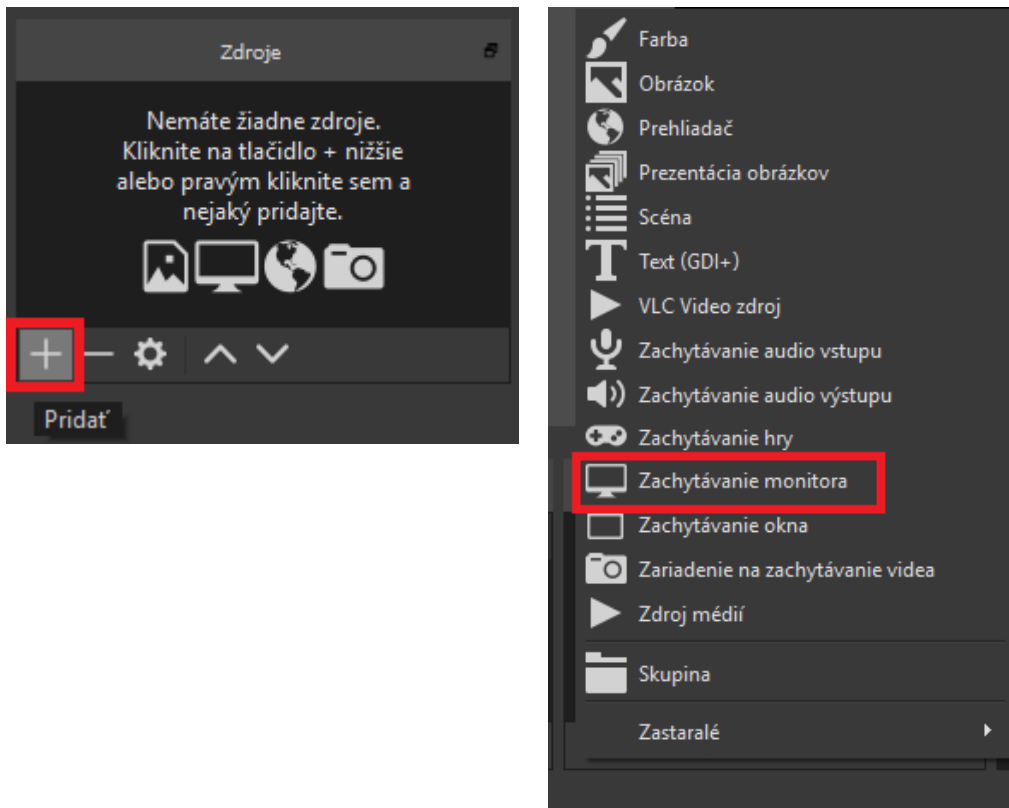 Zdroje
Nemáte žiadne zdroje.
Kliknite na tlačidlo + nižšie
alebo pravým kliknite sem a
nejaký pridajte.
Pridať
Farba
Obrázok
Prehliadač
Prezentácia obrázkov
Scéna
Text (GDI+)
VLC Video zdroj
Zachytávanie audio vstupu
Zachytávanie audio výstupu
Zachytávanie hry
Zachytávanie monitora
Zachytávanie okna
Zariadenie na zachytávanie videa
Zdroj médií
Skupina
Zastaralé